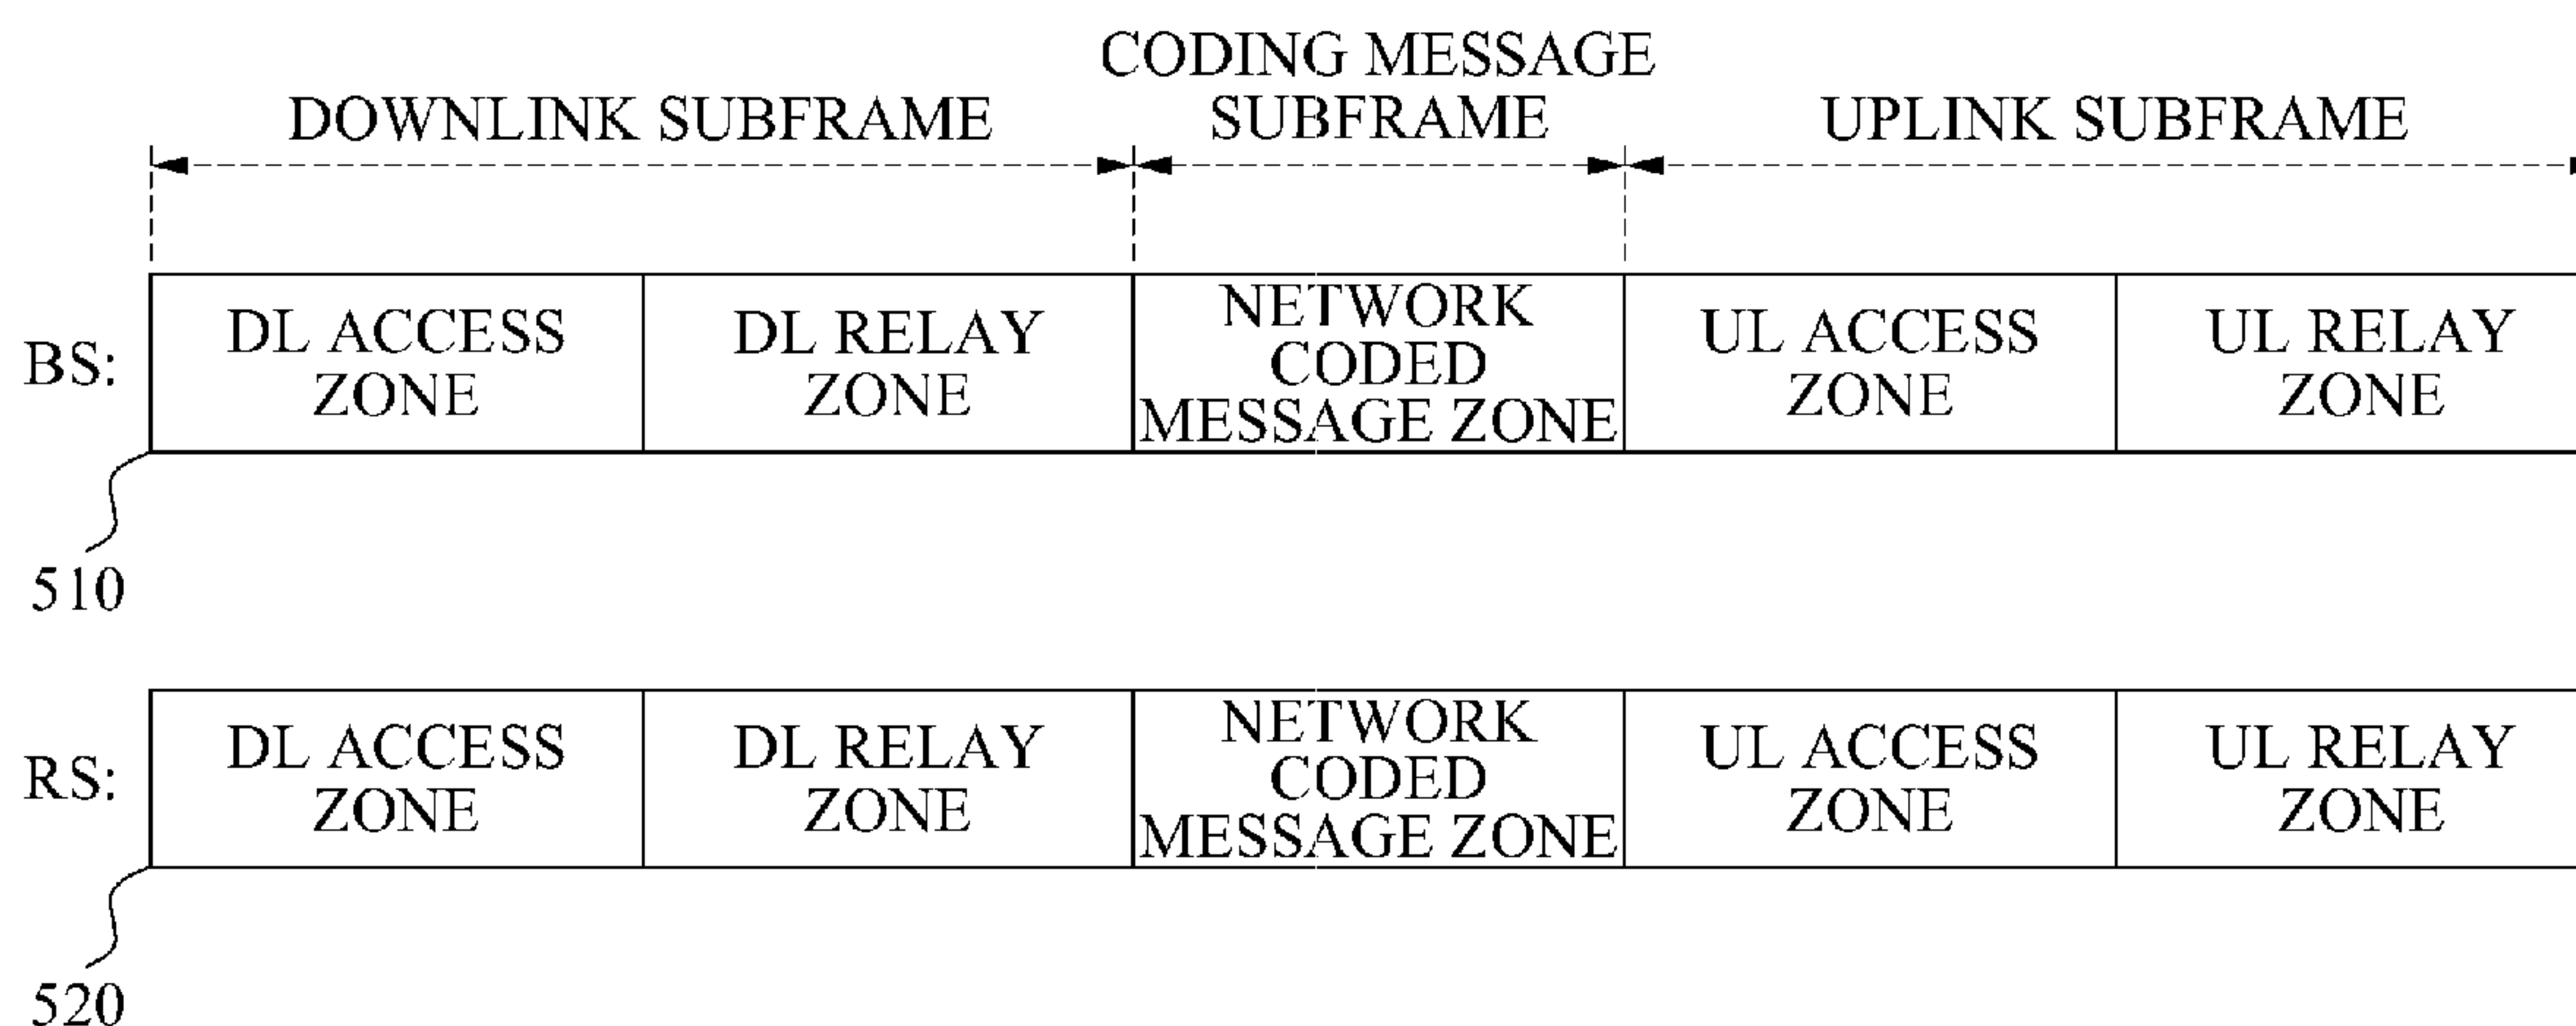 CODING MESSAGE
DOWNLINK SUBFRAME
SUBFRAME
UPLINK SUBFRAME
BS:
DL ACCESS
ZONE
DL RELAY
ZONE
NETWORK
CODED
MESSAGE ZONE
UL ACCESS
ZONE
UL RELAY
ZONE
510
RS:
DL ACCESS
ZONE
DL RELAY
ZONE
NETWORK
CODED
MESSAGE ZONE
UL ACCESS
ZONE
UL RELAY
ZONE
520